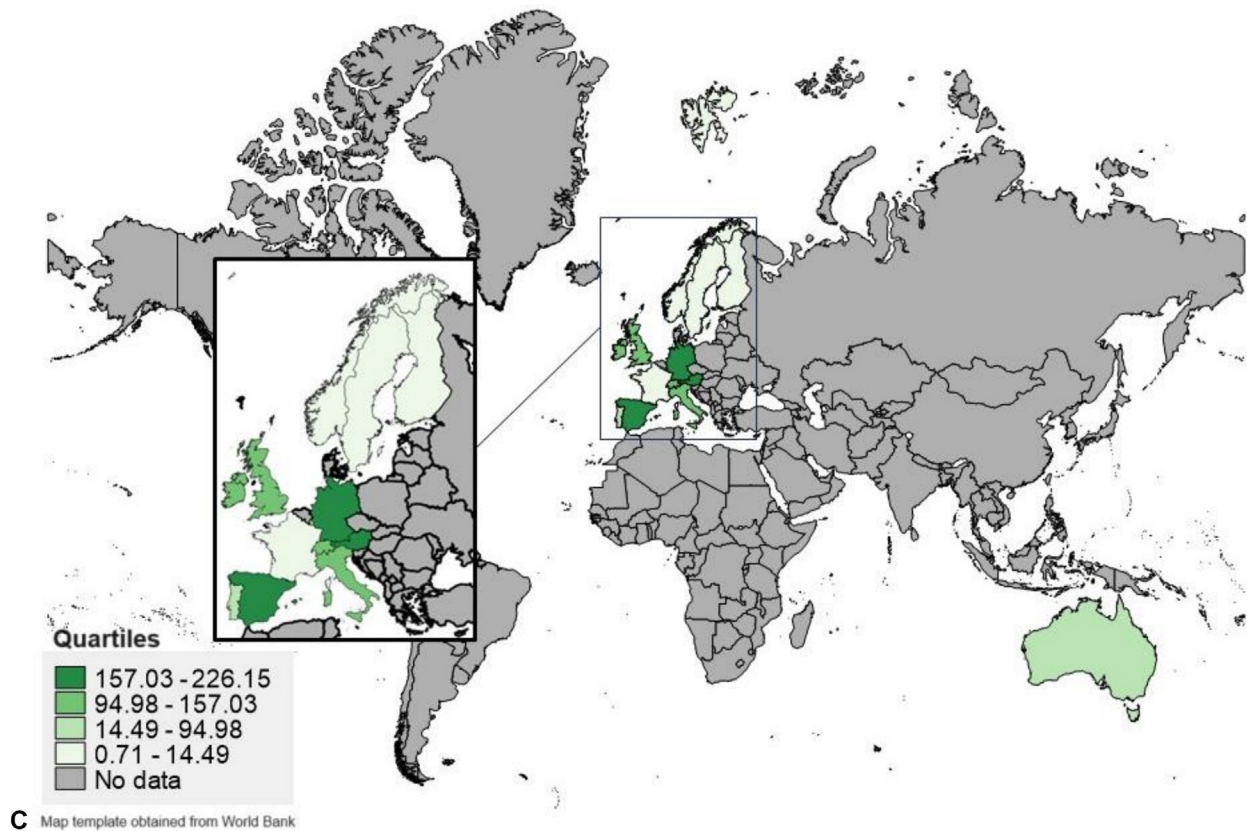 Quartiles
157.03 - 226.15
94.98 - 157.03
14.49 - 94.98
0.71 - 14.49
No data
C Map template obtained from World Bank